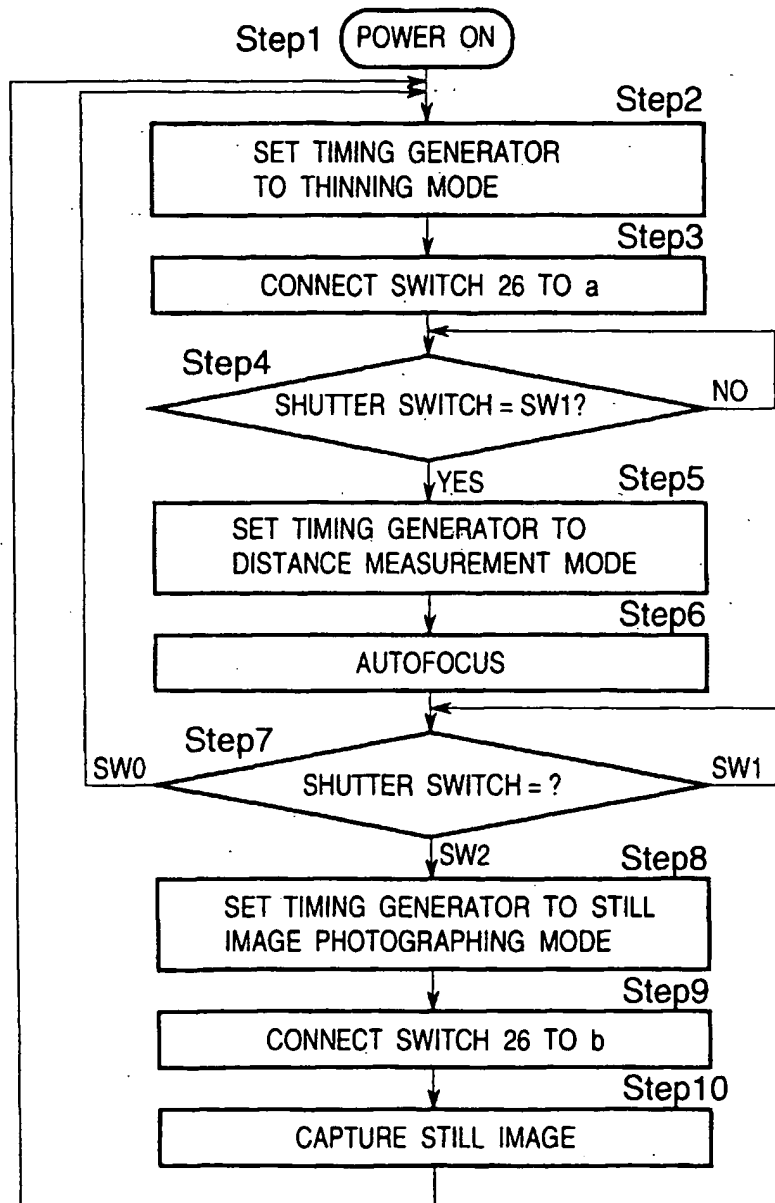 Step1 POWER ON
Step2
SET TIMING GENERATOR
TO THINNING MODE
Step3
CONNECT SWITCH 26 TO a
Step4
SHUTTER SWITCH = SW1?
NO
YES
Step5
SET TIMING GENERATOR TO
DISTANCE MEASUREMENT MODE
Step6
AUTOFOCUS
Step7
SW0
SHUTTER SWITCH = ?
SW1
SW2
Step8
SET TIMING GENERATOR TO STILL
IMAGE PHOTOGRAPHING MODE
Step9
CONNECT SWITCH 26 TO b
Step10
CAPTURE STILL IMAGE